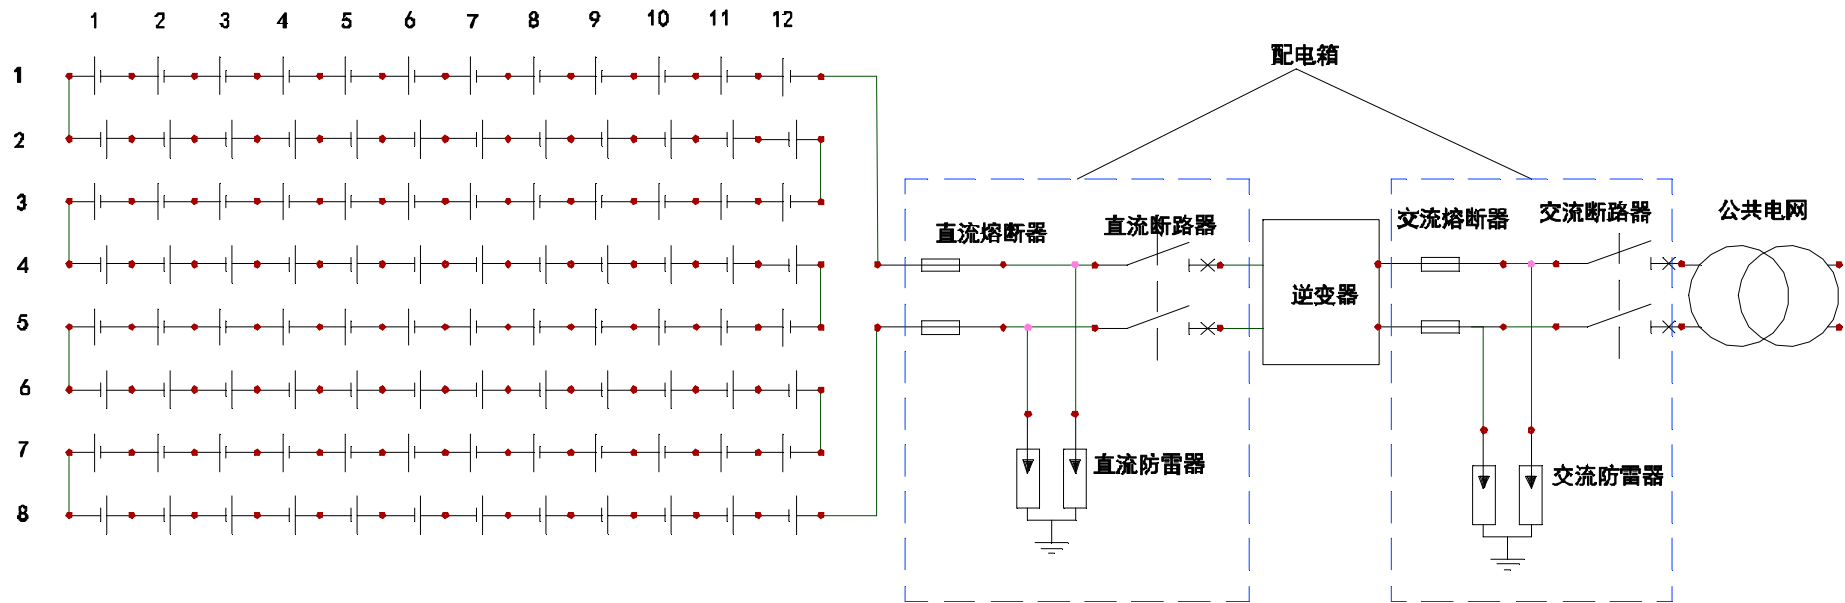 1 2 3 4 5 6 7 8 9 10 11 12
1
2
3
4
5
6
7
8
配电箱
直流熔断器
直流断路器
逆变器
交流熔断器
交流断路器
公共电网
直流防雷器
交流防雷器